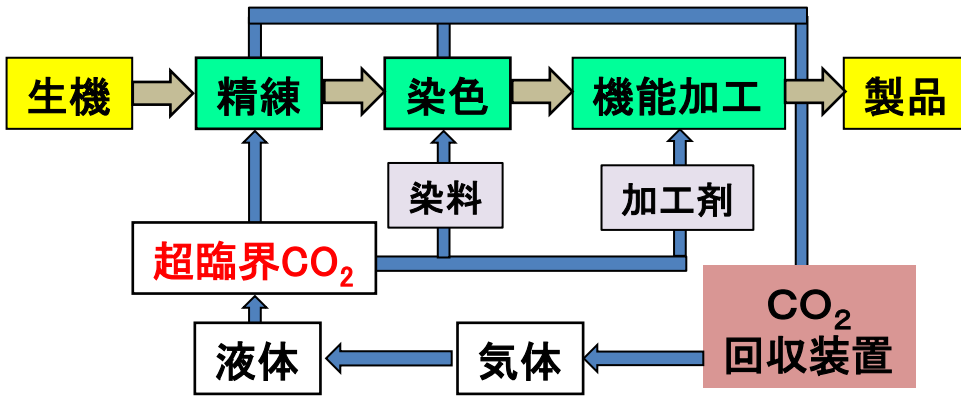 生機
精練
染色
機能加工
製品
染料
加工剤
超臨界CO₂
CO₂
回収装置
液体
気体